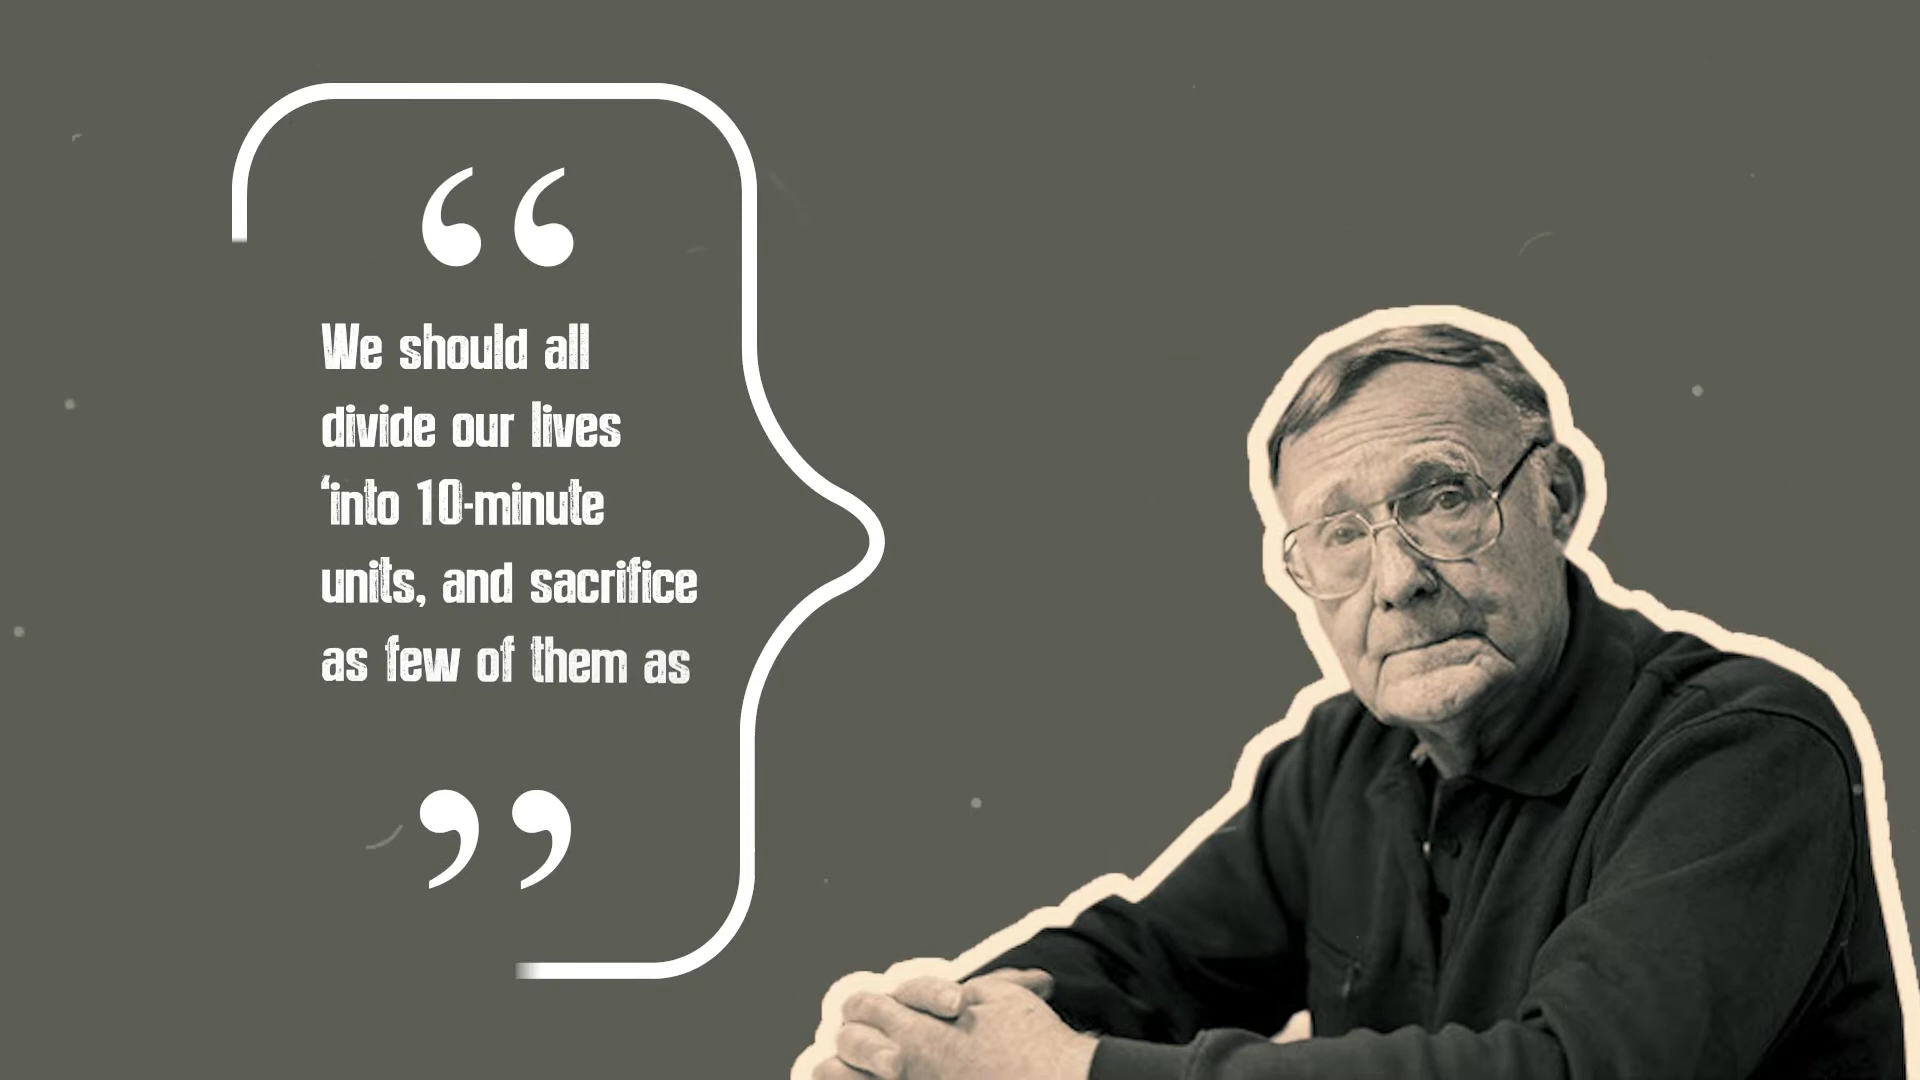 “
We should all
divide our lives
‘into 10-minute
units, and sacrifice
as few of them as
”